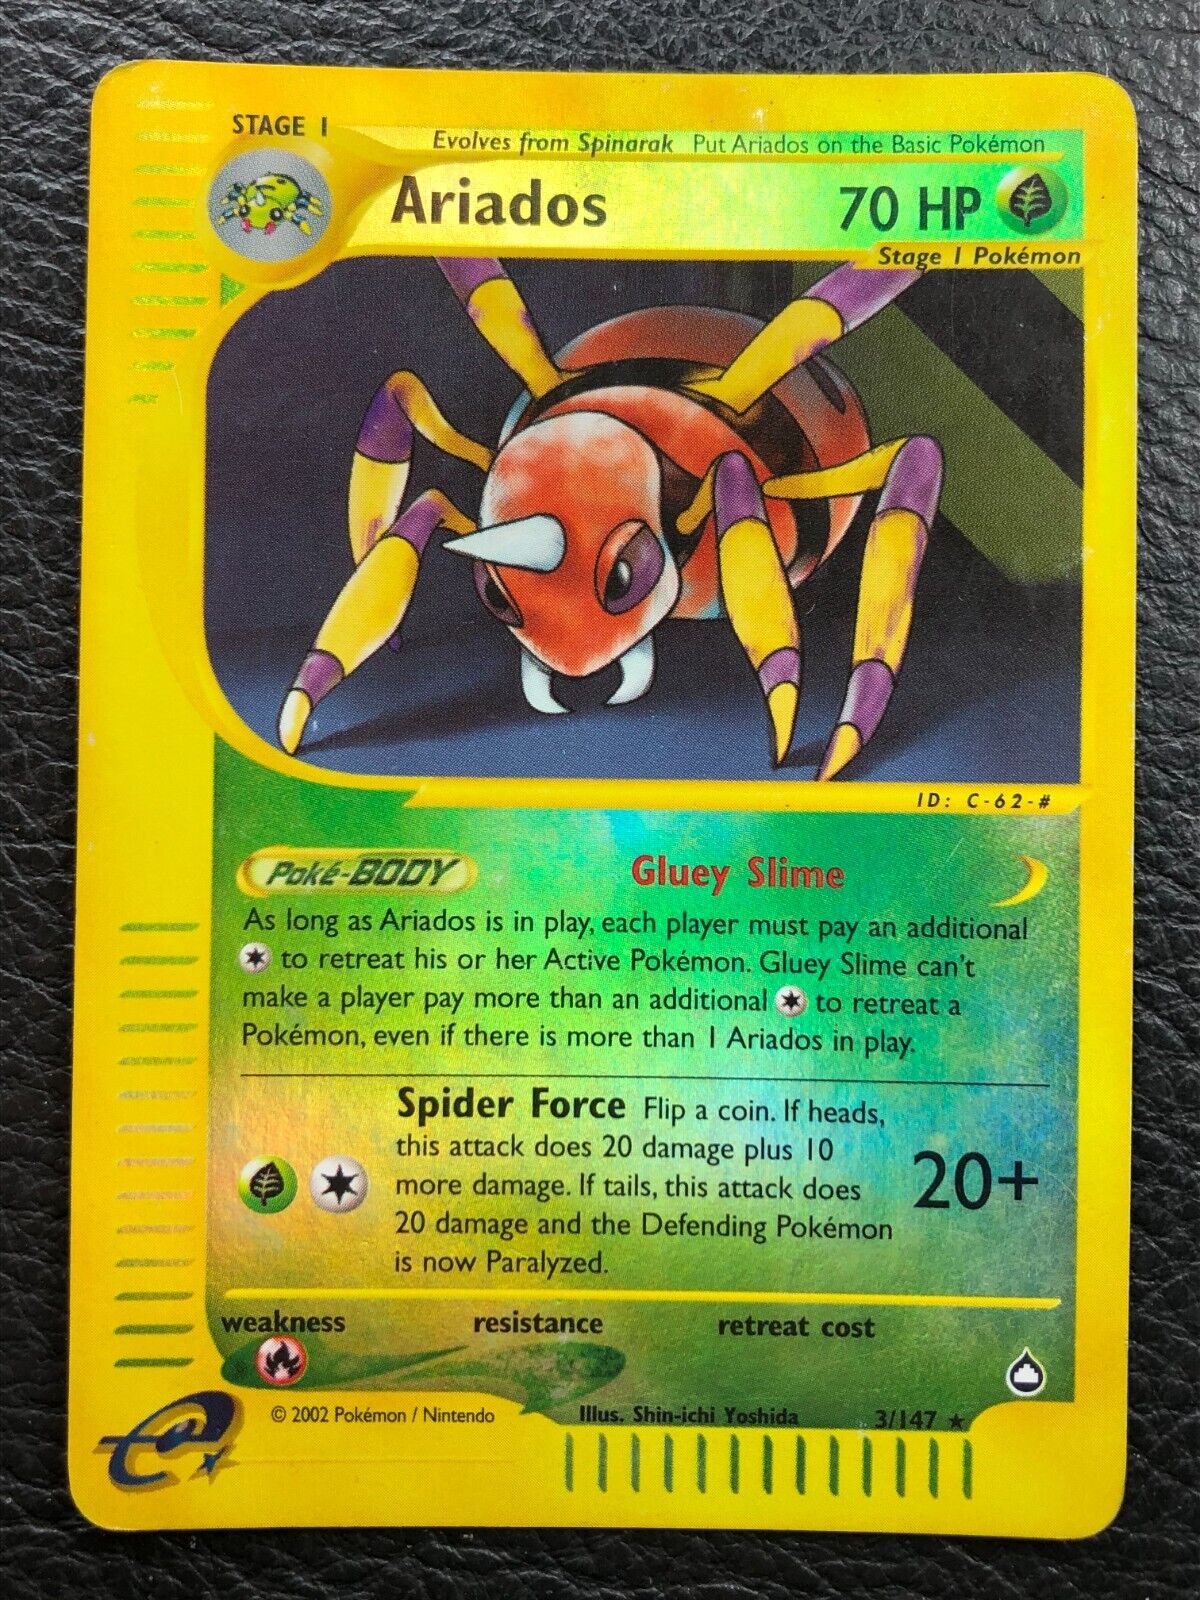 STAGE 1
Evolves from Spinarak Put Ariados on the Basic Pokémon
Ariados 70 HP
Stage 1 Pokémon
ID: C-62-#
Poké-BODY Gluey Slime
As long as Ariados is in play, each player must pay an additional
to retreat his or her Active Pokémon. Gluey Slime can't
make a player pay more than an additional to retreat a
Pokémon, even if there is more than 1 Ariados in play.
Spider Force Flip a coin. If heads,
this attack does 20 damage plus 10
more damage. If tails, this attack does
20 damage and the Defending Pokémon
is now Paralyzed.
20+
weakness resistance retreat cost
© 2002 Pokémon / Nintendo Illus. Shin-ichi Yoshida 3/147 ★
e